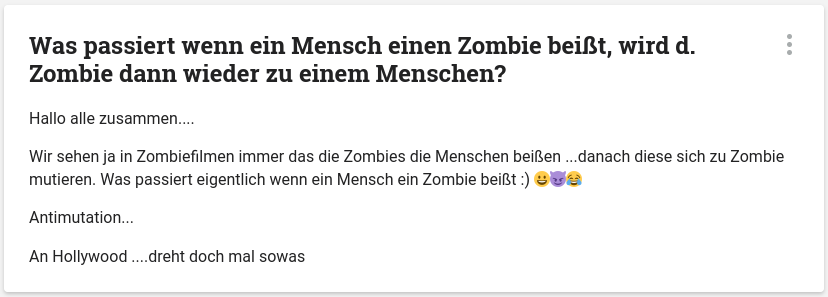 Was passiert wenn ein Mensch einen Zombie beißt, wird d.
Zombie dann wieder zu einem Menschen?
Hallo alle zusammen....
Wir sehen ja in Zombiefilmen immer das die Zombies die Menschen beißen ...danach diese sich zu Zombie
mutieren. Was passiert eigentlich wenn ein Mensch ein Zombie beißt :) 😀😈😂
Antimutation...
An Hollywood ....dreht doch mal sowas